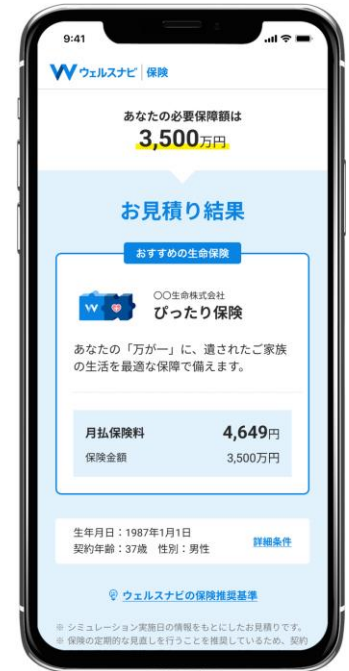 9:41
W ウェルスナビ | 保険
あなたの必要保障額は
3,500万円
お見積り結果
おすすめの生命保険
W
〇〇生命株式会社
ぴったり保険
あなたの「万が一」に、遺されたご家族
の生活を最適な保障で備えます。
月払保険料 4,649円
保険金額 3,500万円
生年月日：1987年1月1日
契約年齢：37歳 性別：男性
詳細条件
ウェルスナビの保険推奨基準
※ シミュレーション実施日の情報をもとにしたお見積りです。
※ 保険の定期的な見直しを行うことを推奨しているため、契約